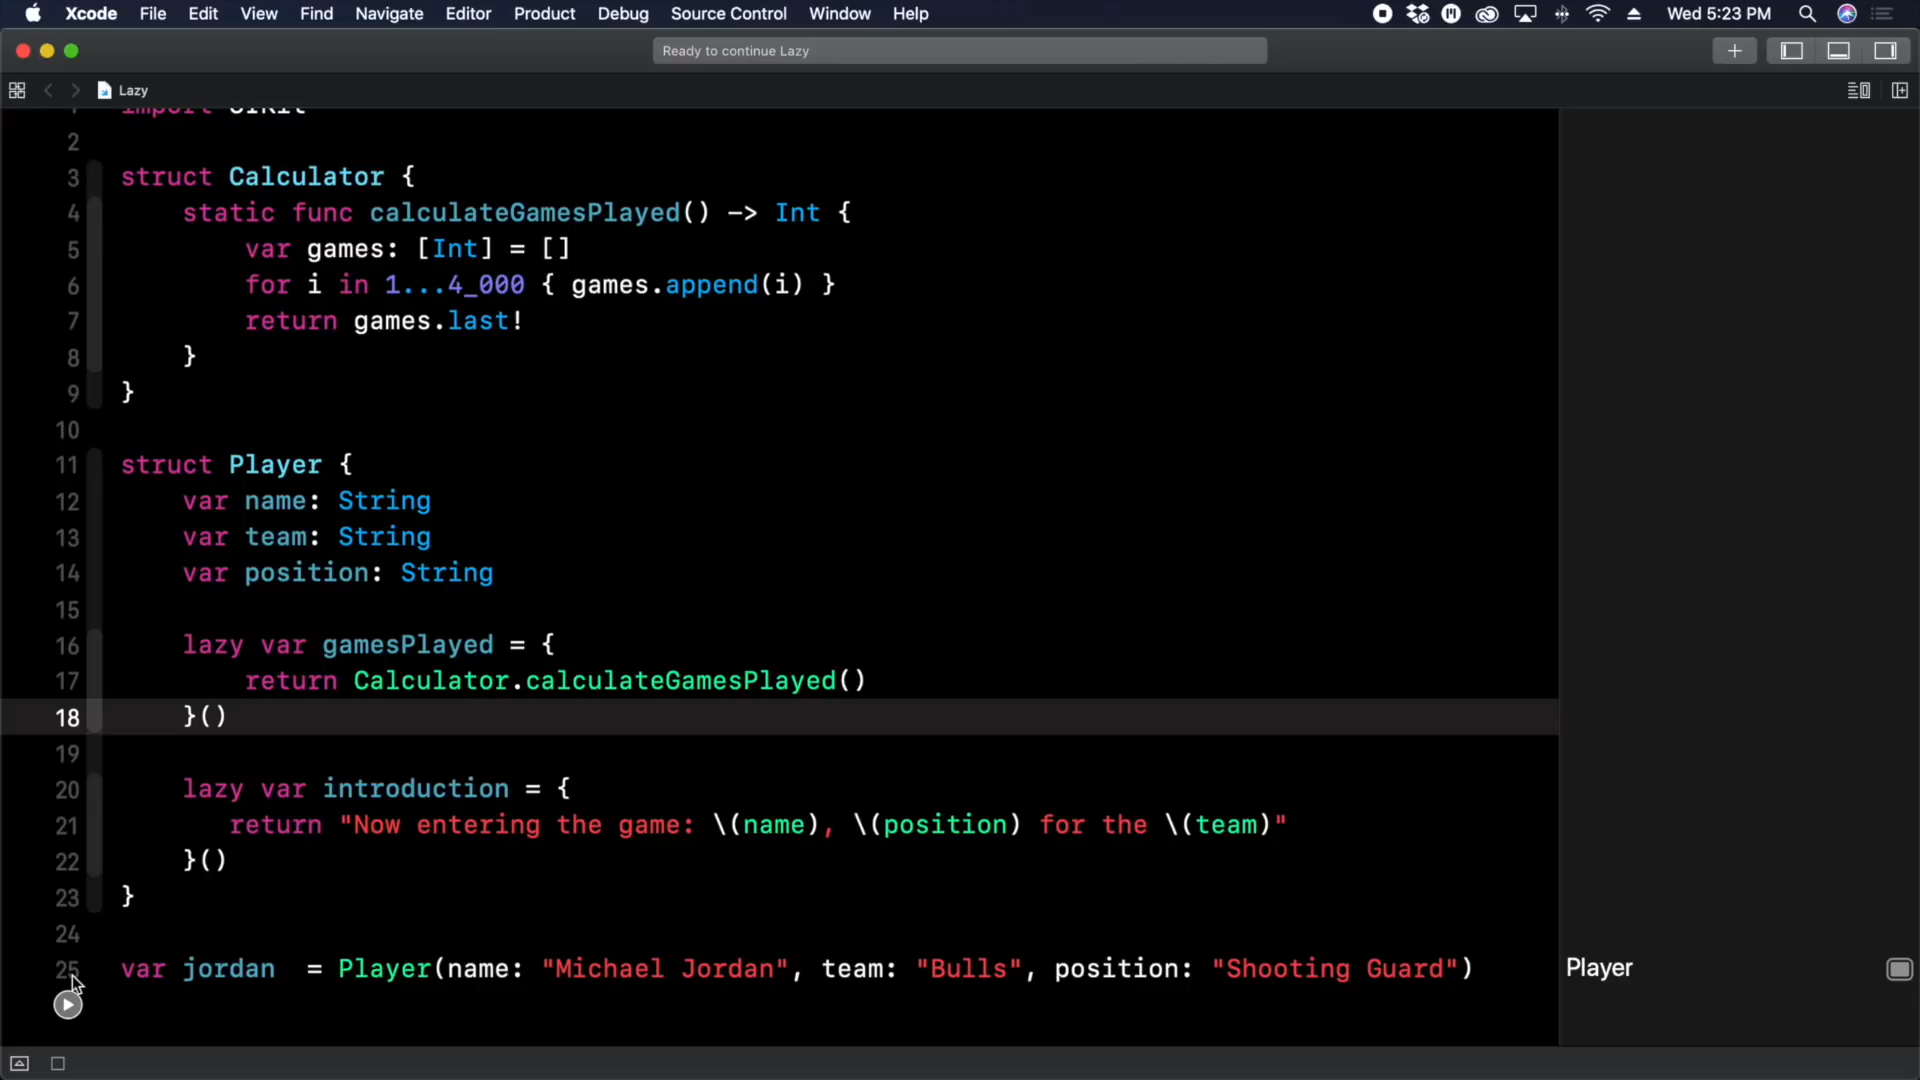 Xcode File Edit View Find Navigate Editor Product Debug Source Control Window Help Wed 5:23 PM
Ready to continue Lazy
Lazy
1 import UIKit
2
3 struct Calculator {
4 static func calculateGamesPlayed() -> Int {
5 var games: [Int] = []
6 for i in 1...4_000 { games.append(i) }
7 return games.last!
8 }
9 }
10
11 struct Player {
12 var name: String
13 var team: String
14 var position: String
15
16 lazy var gamesPlayed = {
17 return Calculator.calculateGamesPlayed()
18 }()
19
20 lazy var introduction = {
21 return "Now entering the game: \(name), \(position) for the \(team)"
22 }()
23 }
24
25 var jordan = Player(name: "Michael Jordan", team: "Bulls", position: "Shooting Guard") Player